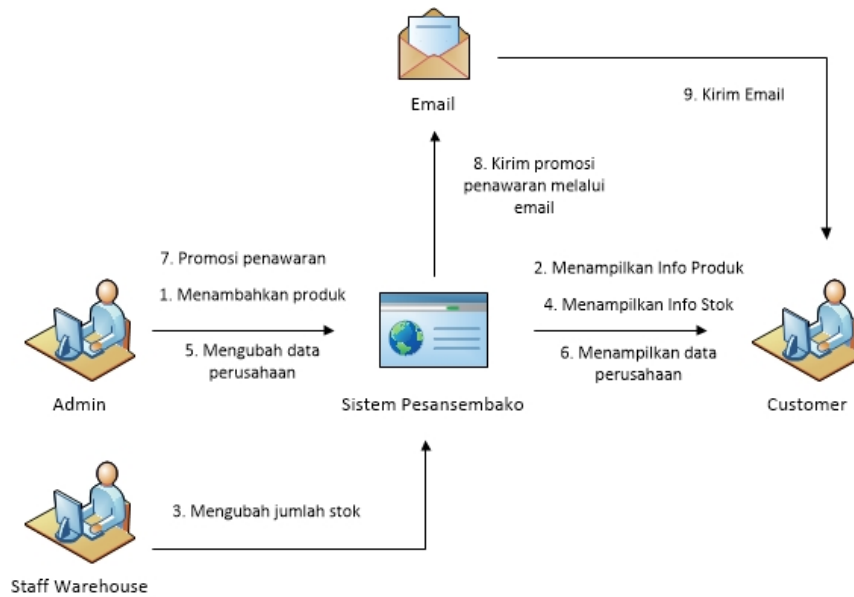 Email
9. Kirim Email
8. Kirim promosi
penawaran melalui
email
7. Promosi penawaran
1. Menambahkan produk
5. Mengubah data
perusahaan
2. Menampilkan Info Produk
4. Menampilkan Info Stok
6. Menampilkan data
perusahaan
Admin
Sistem Pesansembako
Customer
3. Mengubah jumlah stok
Staff Warehouse